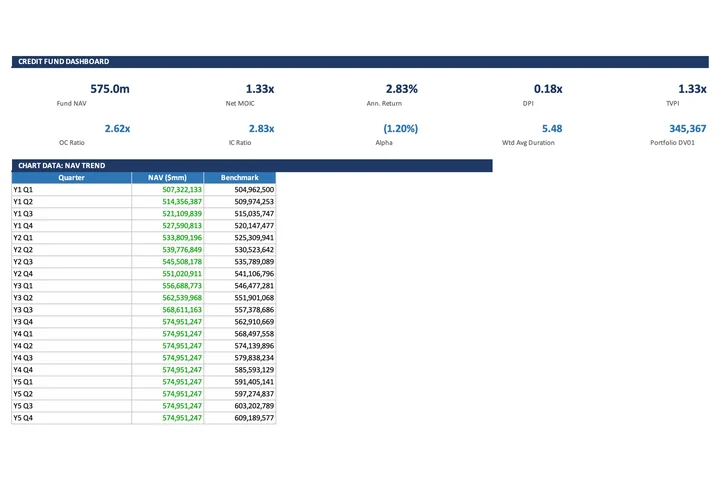 CREDIT FUND DASHBOARD
575.0m 1.33x 2.83% 0.18x 1.33x
Fund NAV Net MOIC Ann. Return DPI TVPI
2.62x 2.83x (1.20%) 5.48 345,367
OC Ratio IC Ratio Alpha Wtd Avg Duration Portfolio DV01
CHART DATA: NAV TREND
Quarter NAV ($mm) Benchmark
Y1 Q1 507,322,133 504,962,500
Y1 Q2 514,356,387 509,974,253
Y1 Q3 521,109,839 515,035,747
Y1 Q4 527,590,813 520,147,477
Y2 Q1 533,809,196 525,309,941
Y2 Q2 539,776,849 530,523,642
Y2 Q3 545,508,178 535,789,089
Y2 Q4 551,020,911 541,106,796
Y3 Q1 556,688,773 546,477,281
Y3 Q2 562,539,968 551,901,068
Y3 Q3 568,611,163 557,378,686
Y3 Q4 574,951,247 562,910,669
Y4 Q1 574,951,247 568,497,558
Y4 Q2 574,951,247 574,139,896
Y4 Q3 574,951,247 579,838,234
Y4 Q4 574,951,247 585,593,129
Y5 Q1 574,951,247 591,405,141
Y5 Q2 574,951,247 597,274,837
Y5 Q3 574,951,247 603,202,789
Y5 Q4 574,951,247 609,189,577